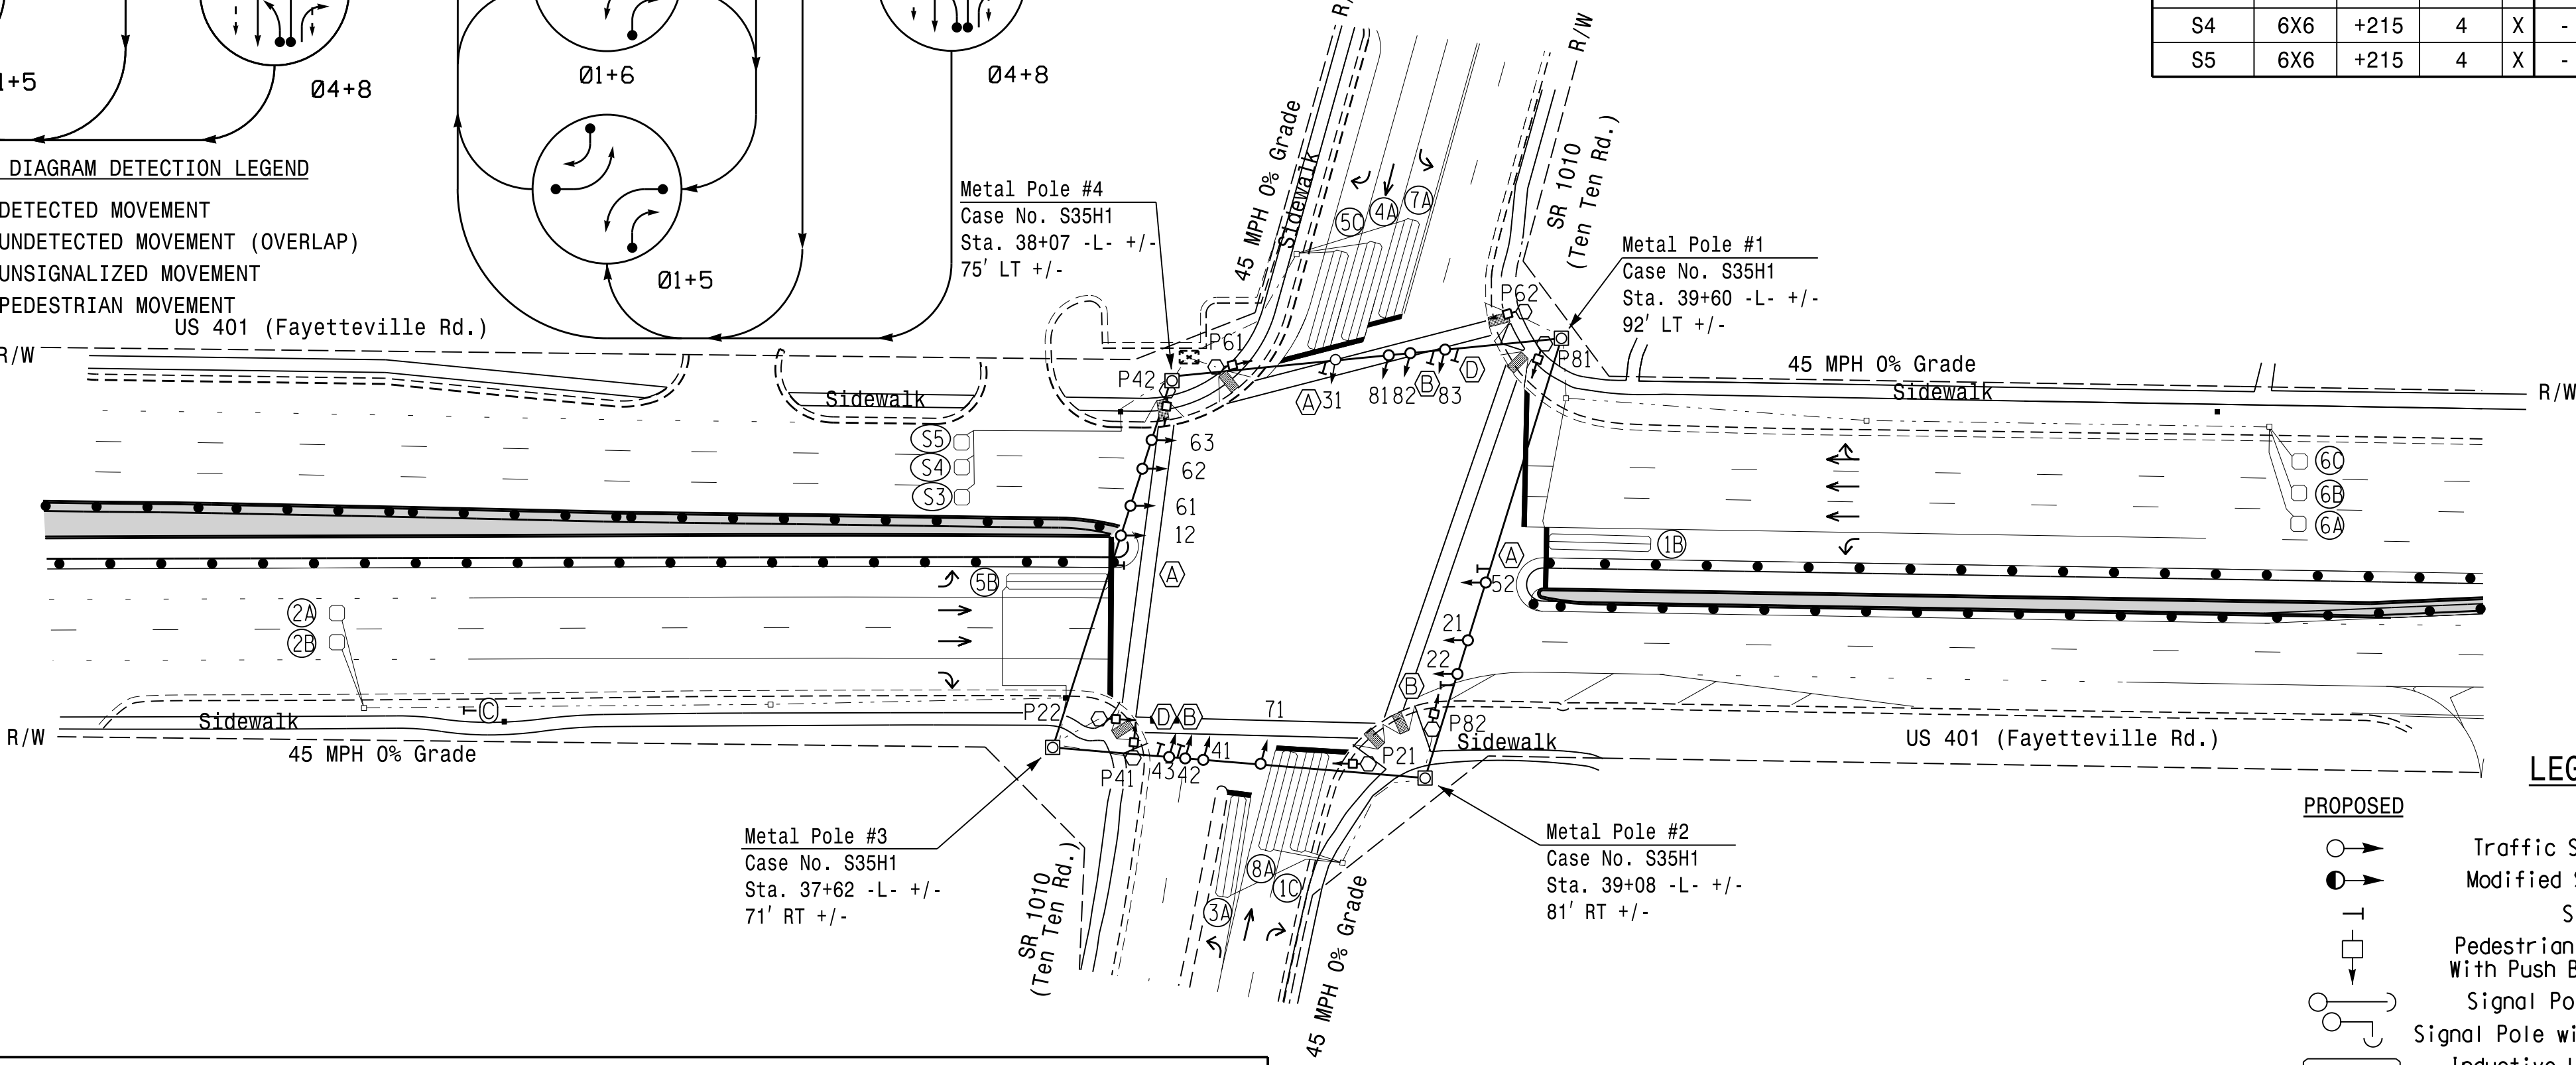 S4 6X6 +215 4 X -
S5 6X6 +215 4 X -
1+5
Ø4+8
Ø1+6
Ø1+5
Ø4+8
DIAGRAM DETECTION LEGEND
DETECTED MOVEMENT
UNDETECTED MOVEMENT (OVERLAP)
UNSIGNALIZED MOVEMENT
PEDESTRIAN MOVEMENT
US 401 (Fayetteville Rd.)
R/W
Metal Pole #4
Case No. S35H1
Sta. 38+07 -L- +/-
75' LT +/-
45 MPH 0% Grade
Sidewalk
R/W
SR 1010
(Ten Ten Rd.)
5C
4A
7A
Metal Pole #1
Case No. S35H1
Sta. 39+60 -L- +/-
92' LT +/-
P62
P61
P81
P42
A
31
81
82
B
83
D
45 MPH 0% Grade
Sidewalk
R/W
Sidewalk
S5
S4
S3
63
62
61
12
A
6C
6B
6A
1B
A
52
21
22
B
5B
2A
2B
C
Sidewalk
R/W
45 MPH 0% Grade
P22
D
B
71
P82
P21
P41
43
42
41
Sidewalk
US 401 (Fayetteville Rd.)
Metal Pole #3
Case No. S35H1
Sta. 37+62 -L- +/-
71' RT +/-
SR 1010
(Ten Ten Rd.)
8A
1C
3A
45 MPH 0% Grade
Metal Pole #2
Case No. S35H1
Sta. 39+08 -L- +/-
81' RT +/-
LEG
PROPOSED
Traffic S
Modified S
S
Pedestrian
With Push B
Signal Po
Signal Pole wi
Inductive L